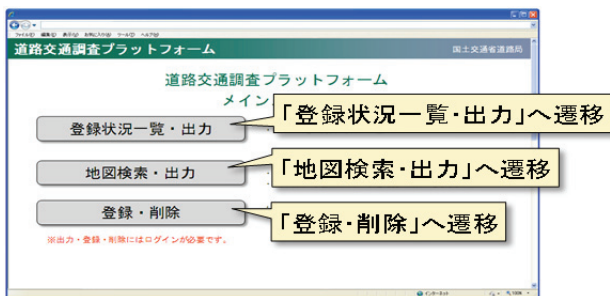 道路交通調査プラットフォーム
国土交通省道路局
道路交通調査プラットフォーム
メイン
登録状況一覧・出力
「登録状況一覧・出力」へ遷移
地図検索・出力
「地図検索・出力」へ遷移
登録・削除
「登録・削除」へ遷移
※出力・登録・削除にはログインが必要です。